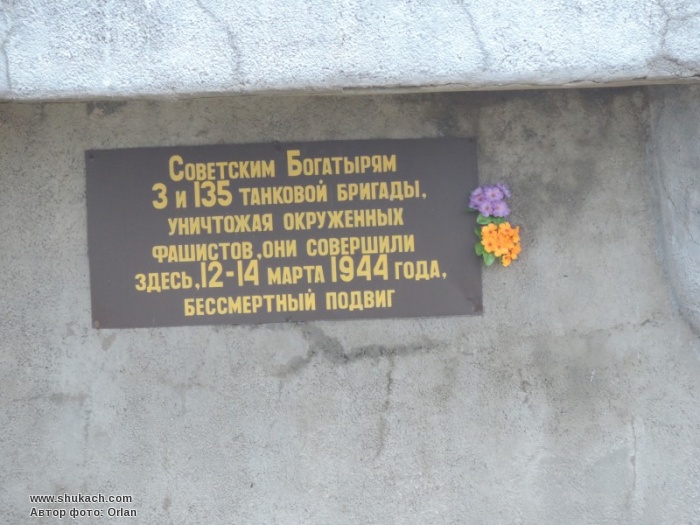 Советским Богатырям
3 и 135 танковой бригады,
уничтожая окруженных
фашистов, они совершили
здесь, 12-14 марта 1944 года,
бессмертный подвиг
www.shukach.com
Автор фото: Orlan